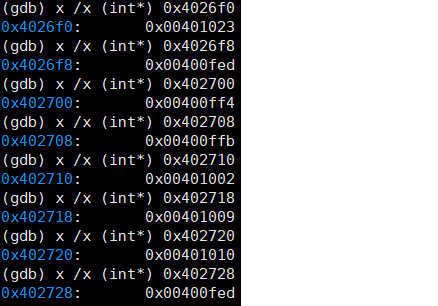 (gdb) x /x (int*) 0x4026f0
0x4026f0: 0x00401023
(gdb) x /x (int*) 0x4026f8
0x4026f8: 0x00400fed
(gdb) x /x (int*) 0x402700
0x402700: 0x00400ff4
(gdb) x /x (int*) 0x402708
0x402708: 0x00400ffb
(gdb) x /x (int*) 0x402710
0x402710: 0x00401002
(gdb) x /x (int*) 0x402718
0x402718: 0x00401009
(gdb) x /x (int*) 0x402720
0x402720: 0x00401010
(gdb) x /x (int*) 0x402728
0x402728: 0x00400fed